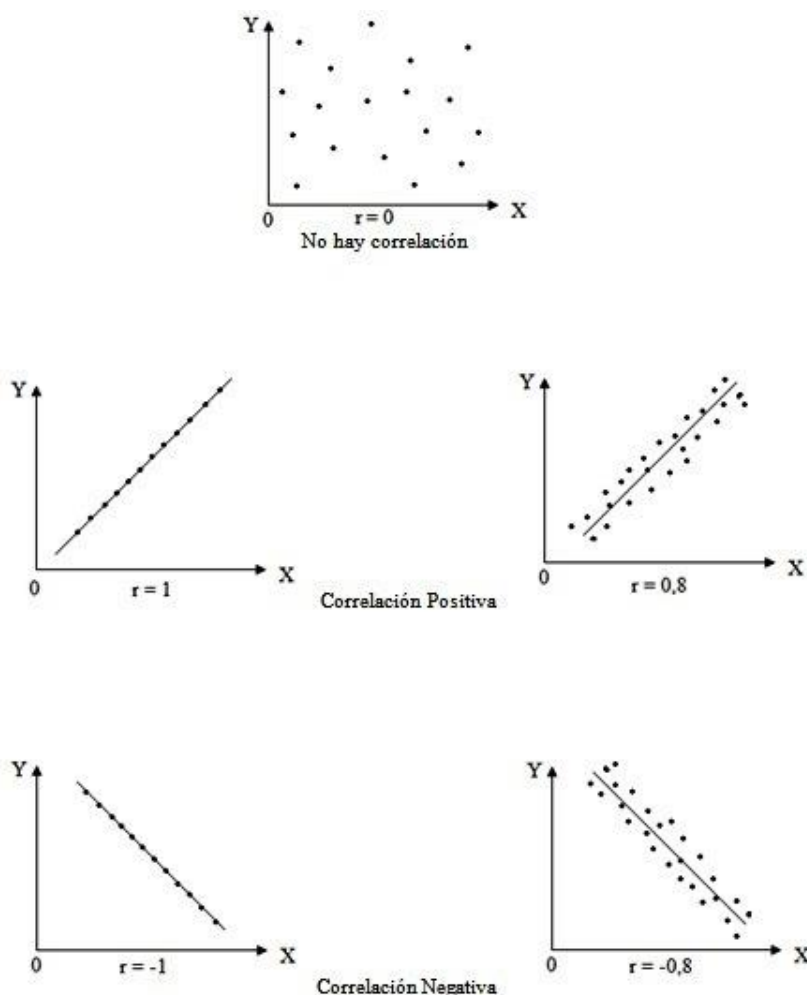 Y
0
X
r = 0
No hay correlación
Y
0
X
r = 1
Y
0
X
r = 0,8
Correlación Positiva
Y
0
X
r = -1
Y
0
X
r = -0,8
Correlación Negativa